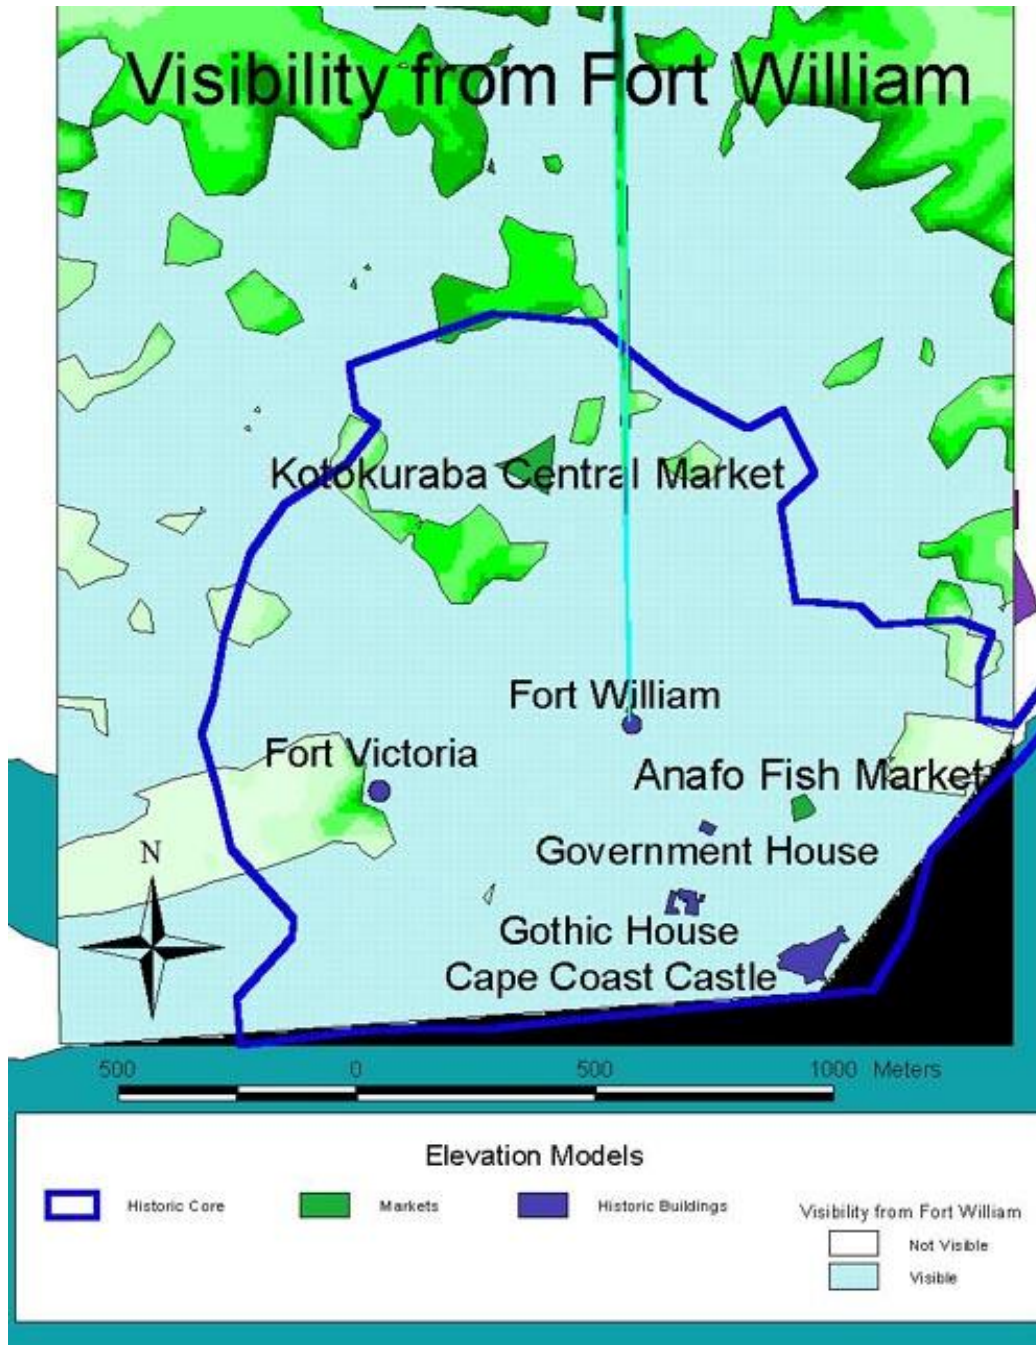 Visibility from Fort William
Kotokuraba Central Market
Fort William
Fort Victoria
Anafo Fish Market
Government House
Gothic House
Cape Coast Castle
N
500 0 500 1000 Meters
Elevation Models
Historic Core
Markets
Historic Buildings
Visibility from Fort William
Not Visible
Visible